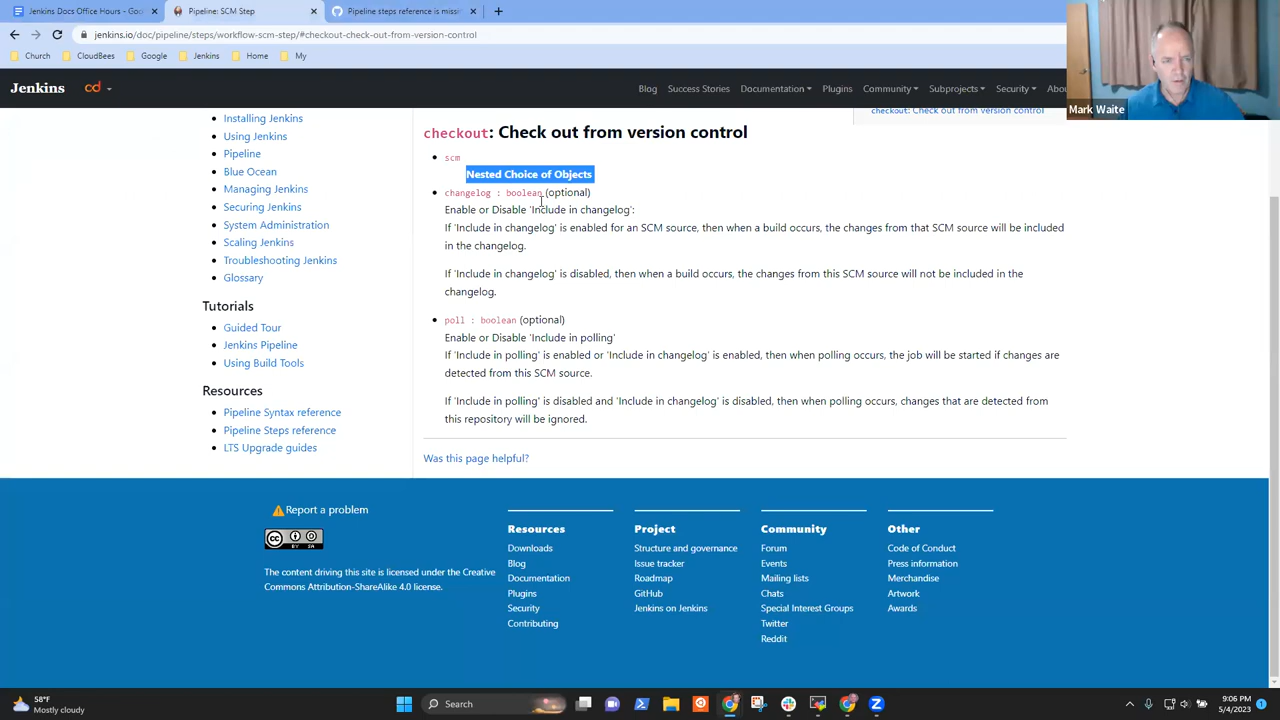 Jenkins Documentation - Google D
Pipeline: SCM Step
Pipeline steps reference is missi
jenkins.io/doc/pipeline/steps/workflow-scm-step/#checkout-check-out-from-version-control
Church
CloudBees
Google
Jenkins
Home
My
Mark Waite
Jenkins
cd
Blog
Success Stories
Documentation
Plugins
Community
Subprojects
Security
Abou
checkout: Check out from version control
Installing Jenkins
Using Jenkins
Pipeline
Blue Ocean
Managing Jenkins
Securing Jenkins
System Administration
Scaling Jenkins
Troubleshooting Jenkins
Glossary
Tutorials
Guided Tour
Jenkins Pipeline
Using Build Tools
Resources
Pipeline Syntax reference
Pipeline Steps reference
LTS Upgrade guides
checkout: Check out from version control
scm
Nested Choice of Objects
changelog : boolean (optional)
Enable or Disable 'Include in changelog':
If 'Include in changelog' is enabled for an SCM source, then when a build occurs, the changes from that SCM source will be included
in the changelog.
If 'Include in changelog' is disabled, then when a build occurs, the changes from this SCM source will not be included in the
changelog.
poll : boolean (optional)
Enable or Disable 'Include in polling'
If 'Include in polling' is enabled or 'Include in changelog' is enabled, then when polling occurs, the job will be started if changes are
detected from this SCM source.
If 'Include in polling' is disabled and 'Include in changelog' is disabled, then when polling occurs, changes that are detected from
this repository will be ignored.
Was this page helpful?
Report a problem
CC BY SA
The content driving this site is licensed under the Creative
Commons Attribution-ShareAlike 4.0 license.
Resources
Downloads
Blog
Documentation
Plugins
Security
Contributing
Project
Structure and governance
Issue tracker
Roadmap
GitHub
Jenkins on Jenkins
Community
Forum
Events
Mailing lists
Chats
Special Interest Groups
Twitter
Reddit
Other
Code of Conduct
Press information
Merchandise
Artwork
Awards
58°F
Mostly cloudy
Search
9:06 PM
5/4/2023